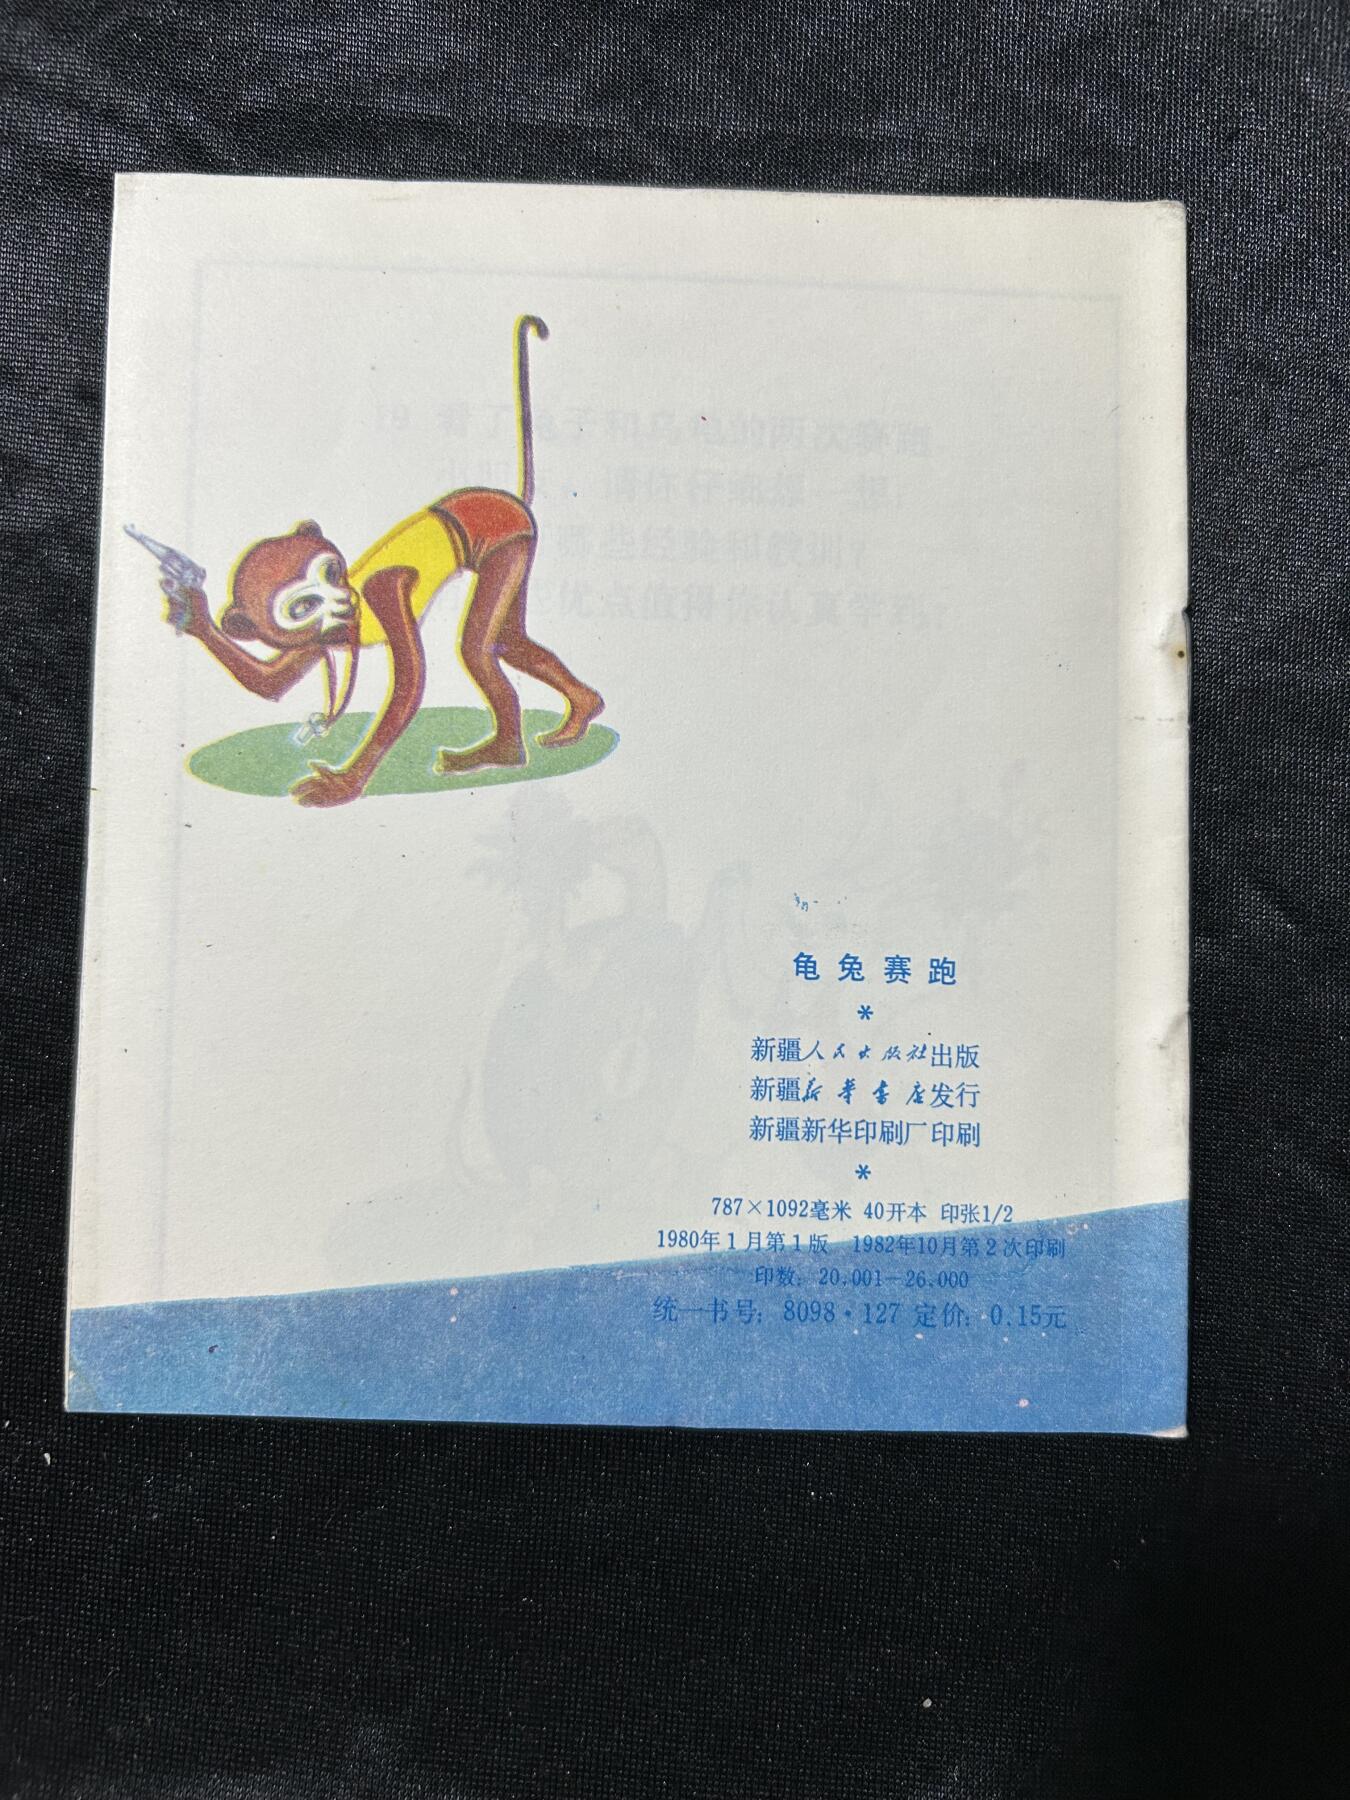 龟兔赛跑
*
新疆人民出版社出版
新疆新华书店发行
新疆新华印刷厂印刷
*
787×1092毫米 40开本 印张1/2
1980年1月第1版 1982年10月第2次印刷
印数：20,001—26,000
统一书号：8098·127 定价：0.15元